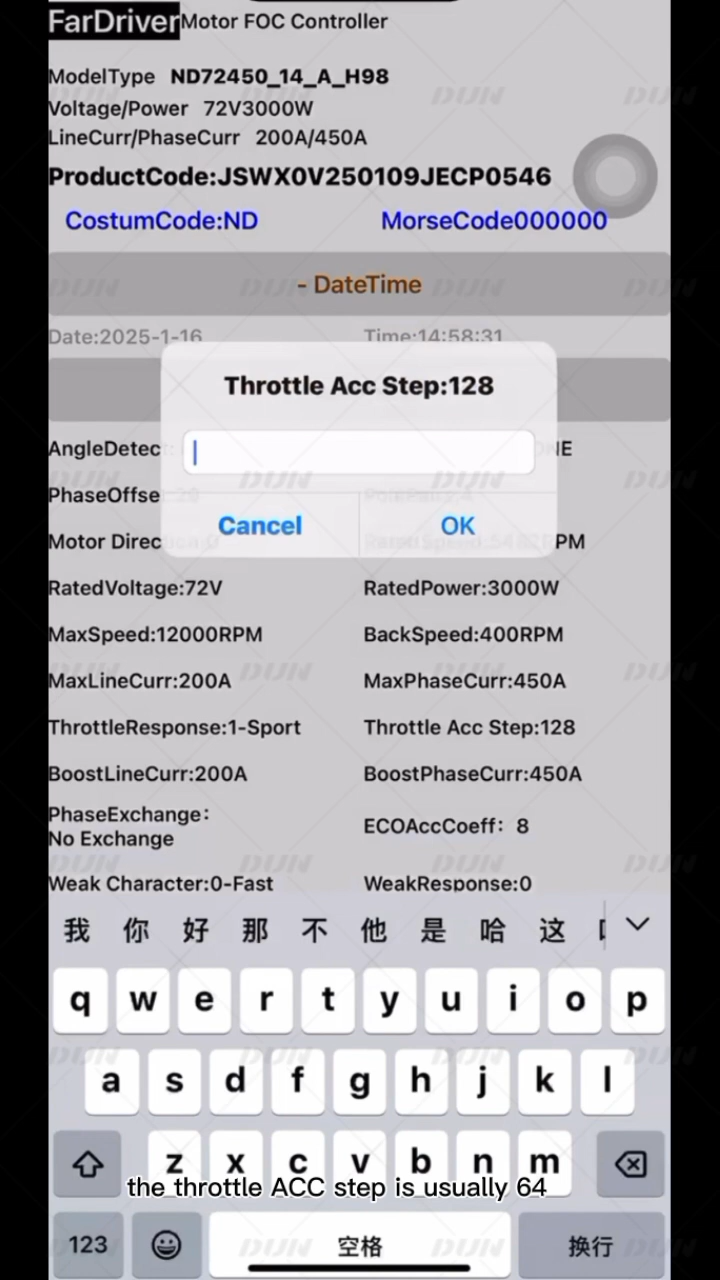 FarDriver Motor FOC Controller
ModelType ND72450_14_A_H98
Voltage/Power 72V3000W
LineCurr/PhaseCurr 200A/450A
ProductCode:JSWX0V250109JECP0546
CostumCode:ND MorseCode000000
- DateTime
Date:2025-1-16 Time:14:58:31
Throttle Acc Step:128
AngleDetect
PhaseOffse
Cancel OK
Motor Direc PM
RatedVoltage:72V RatedPower:3000W
MaxSpeed:12000RPM BackSpeed:400RPM
MaxLineCurr:200A MaxPhaseCurr:450A
ThrottleResponse:1-Sport Throttle Acc Step:128
BoostLineCurr:200A BoostPhaseCurr:450A
PhaseExchange:
No Exchange ECOAccCoeff: 8
Weak Character:0-Fast WeakResponse:0
我 你 好 那 不 他 是 哈 这
q w e r t y u i o p
a s d f g h j k l
z x c v b n m
the throttle ACC step is usually 64
123 空格 换行
DUN